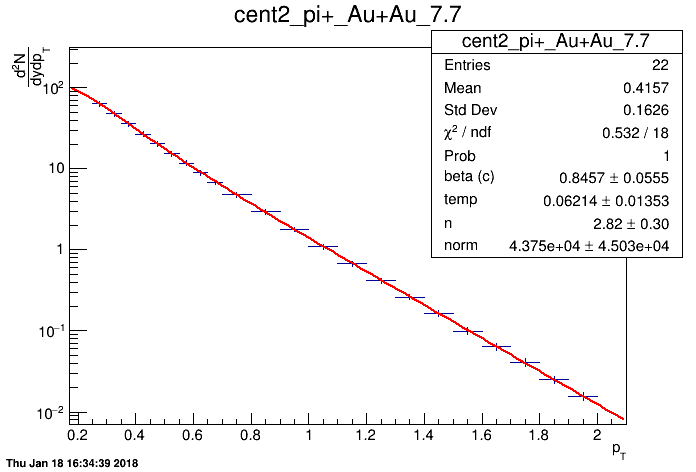 cent2_pi+_Au+Au_7.7
d²N
dydp_T
cent2_pi+_Au+Au_7.7
Entries 22
Mean 0.4157
Std Dev 0.1626
χ² / ndf 0.532 / 18
Prob 1
beta (c) 0.8457 ± 0.0555
temp 0.06214 ± 0.01353
n 2.82 ± 0.30
norm 4.375e+04 ± 4.503e+04
10²
10
1
10⁻¹
10⁻²
0.2 0.4 0.6 0.8 1 1.2 1.4 1.6 1.8 2
p_T
Thu Jan 18 16:34:39 2018